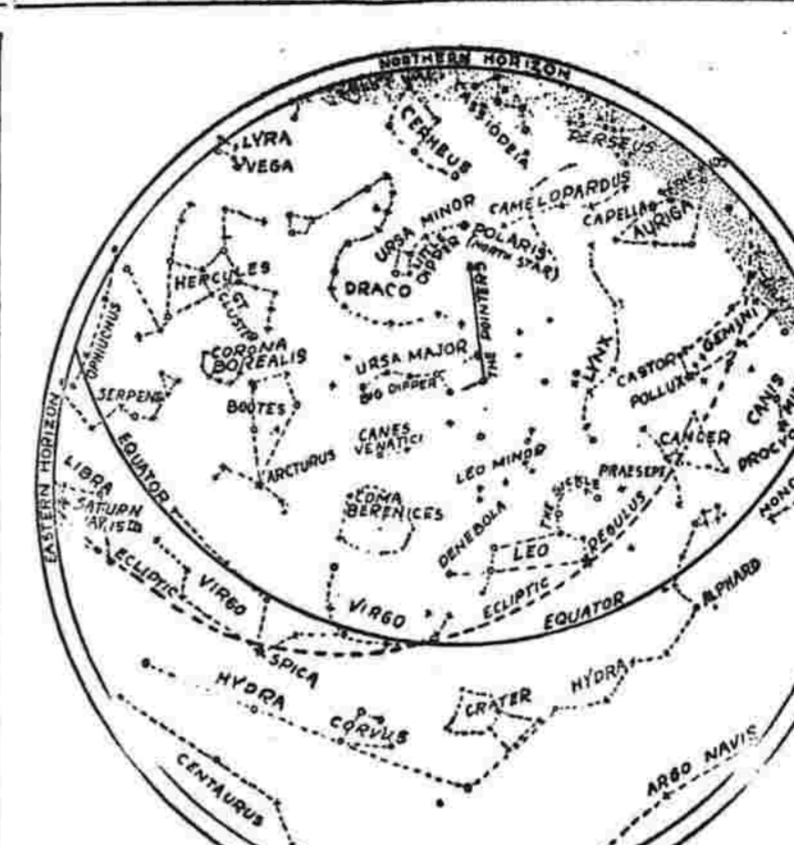 NORTHERN HORIZON
CEPHEUS
PERSEUS
LYRA
VEGA
CAMELOPARDUS
URSA MINOR
LITTLE DIPPER
POLARIS
(NORTH STAR)
CAPELLA
AURIGA
HERCULES
GT CLUSTER
DRACO
THE POINTERS
OPHIUCHUS
CORONA
BOREALIS
URSA MAJOR
BIG DIPPER
LYNX
CASTOR
GEMINI
POLLUX
CANIS
SERPENS
BOOTES
CANES
VENATICI
CANCER
EASTERN HORIZON
EQUATOR
ARCTURUS
LEO MINOR
PRAESEPE
LIBRA
SATURN
COMA
BERENICES
DENEBOLA
THE SICKLE
LEO
REGULUS
ECLIPTIC
VIRGO
VIRGO
ECLIPTIC
EQUATOR
ALPHARD
SPICA
HYDRA
HYDRA
CORVUS
CRATER
CENTAURUS
ARGO NAVIS